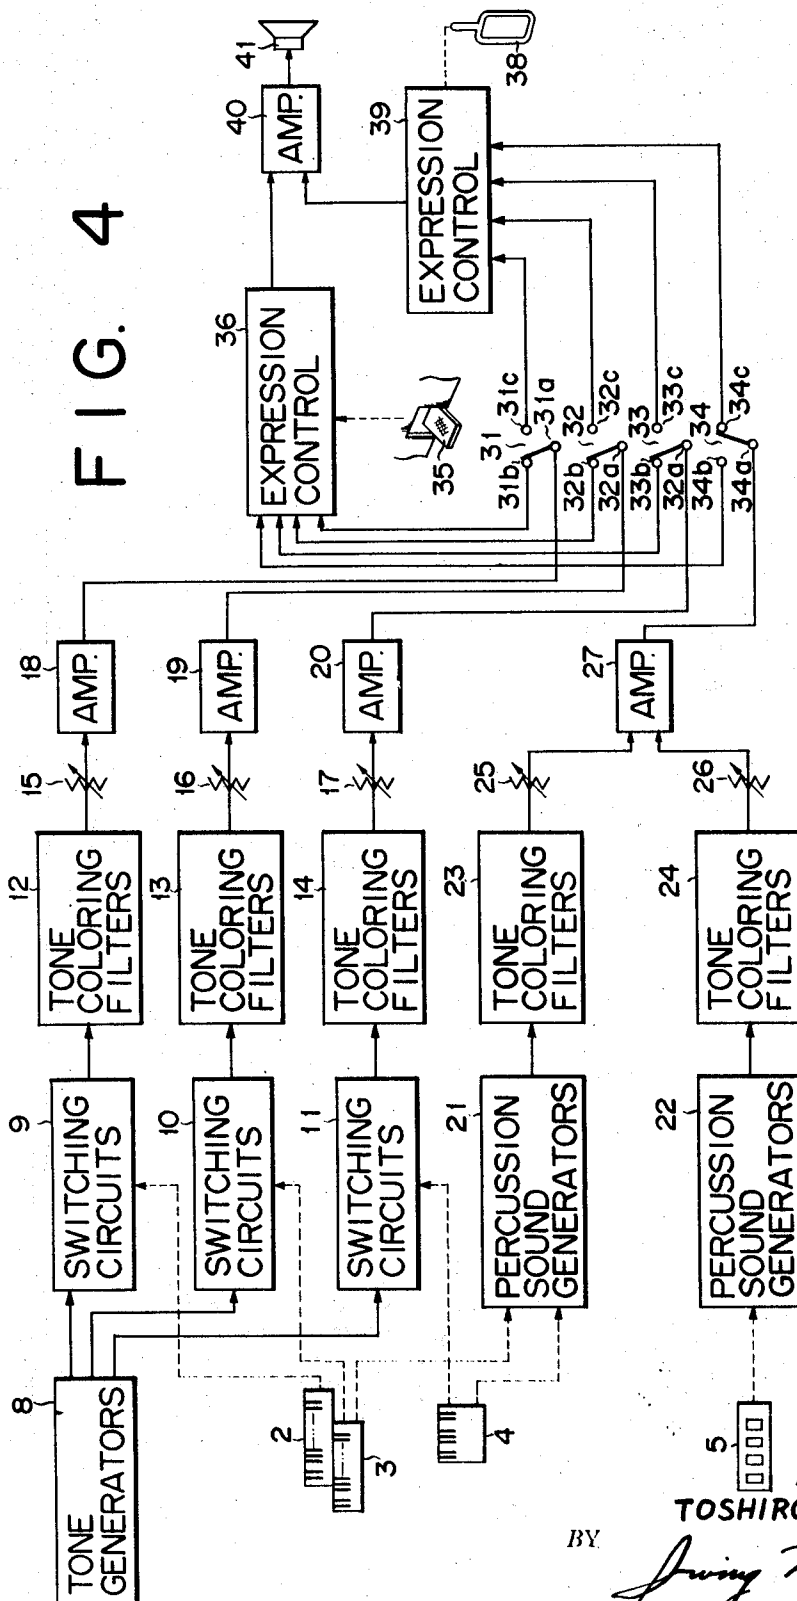 FIG. 4
8
TONE
GENERATORS
9
SWITCHING
CIRCUITS
10
SWITCHING
CIRCUITS
11
SWITCHING
CIRCUITS
21
PERCUSSION
SOUND
GENERATORS
22
PERCUSSION
SOUND
GENERATORS
2
3
4
5
12
TONE
COLORING
FILTERS
13
TONE
COLORING
FILTERS
14
TONE
COLORING
FILTERS
23
TONE
COLORING
FILTERS
24
TONE
COLORING
FILTERS
15
16
17
25
26
18
AMP.
19
AMP.
20
AMP.
27
AMP.
36
EXPRESSION
CONTROL
35
31b
31
31c
31a
32b
32
32c
32a
33b
33
33c
32a
34b
34
34c
34a
39
EXPRESSION
CONTROL
38
40
AMP.
41
TOSHIRO
BY